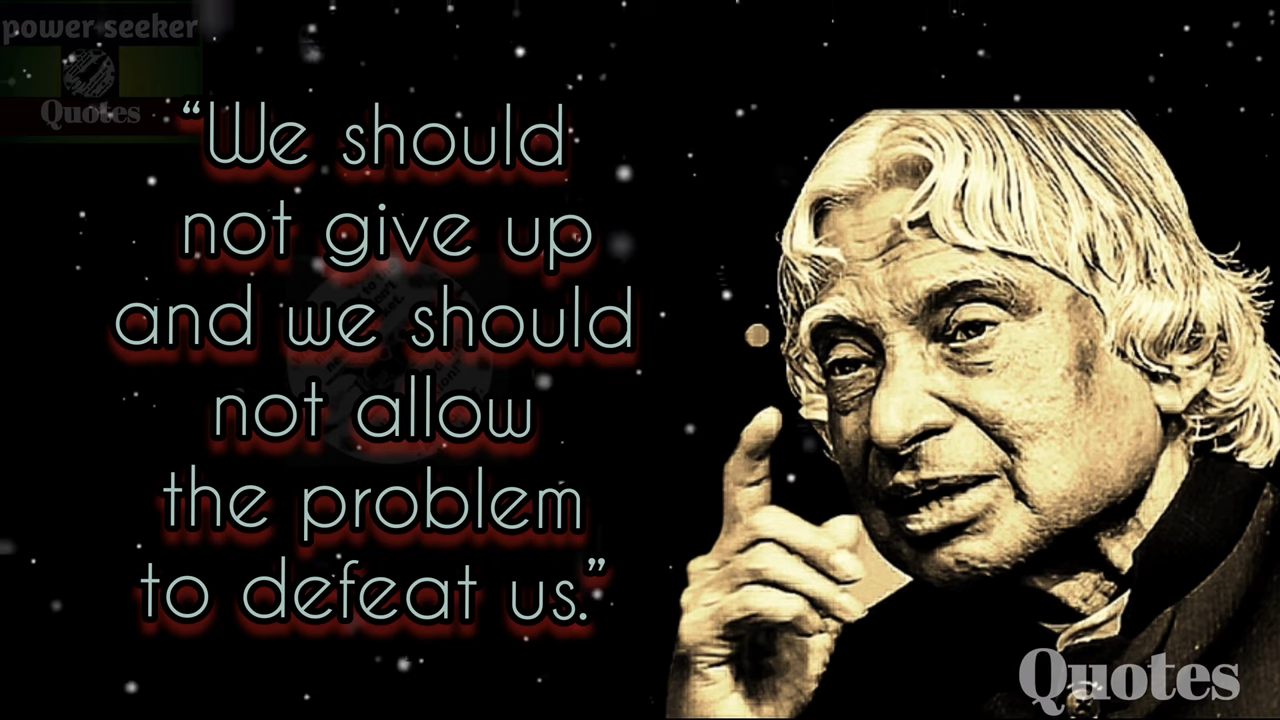 power seeker
Quotes
“We should
not give up
and we should
not allow
the problem
to defeat us.”
Quotes